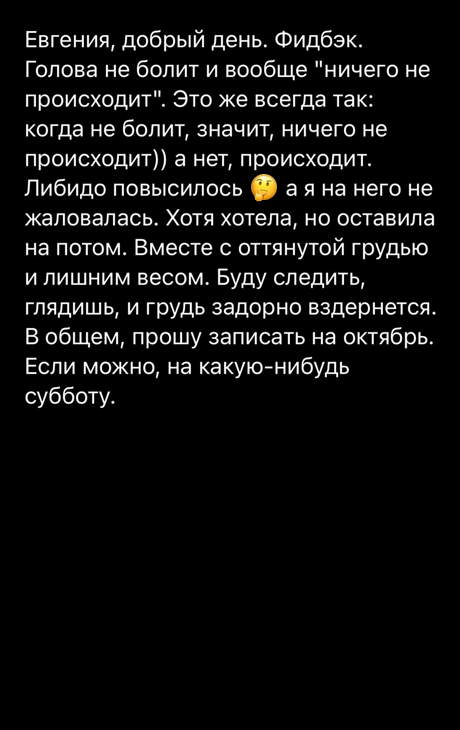 Евгения, добрый день. Фидбэк.
Голова не болит и вообще "ничего не
происходит". Это же всегда так:
когда не болит, значит, ничего не
происходит)) а нет, происходит.
Либидо повысилось 🤔 а я на него не
жаловалась. Хотя хотела, но оставила
на потом. Вместе с оттянутой грудью
и лишним весом. Буду следить,
глядишь, и грудь задорно вздернется.
В общем, прошу записать на октябрь.
Если можно, на какую-нибудь
субботу.